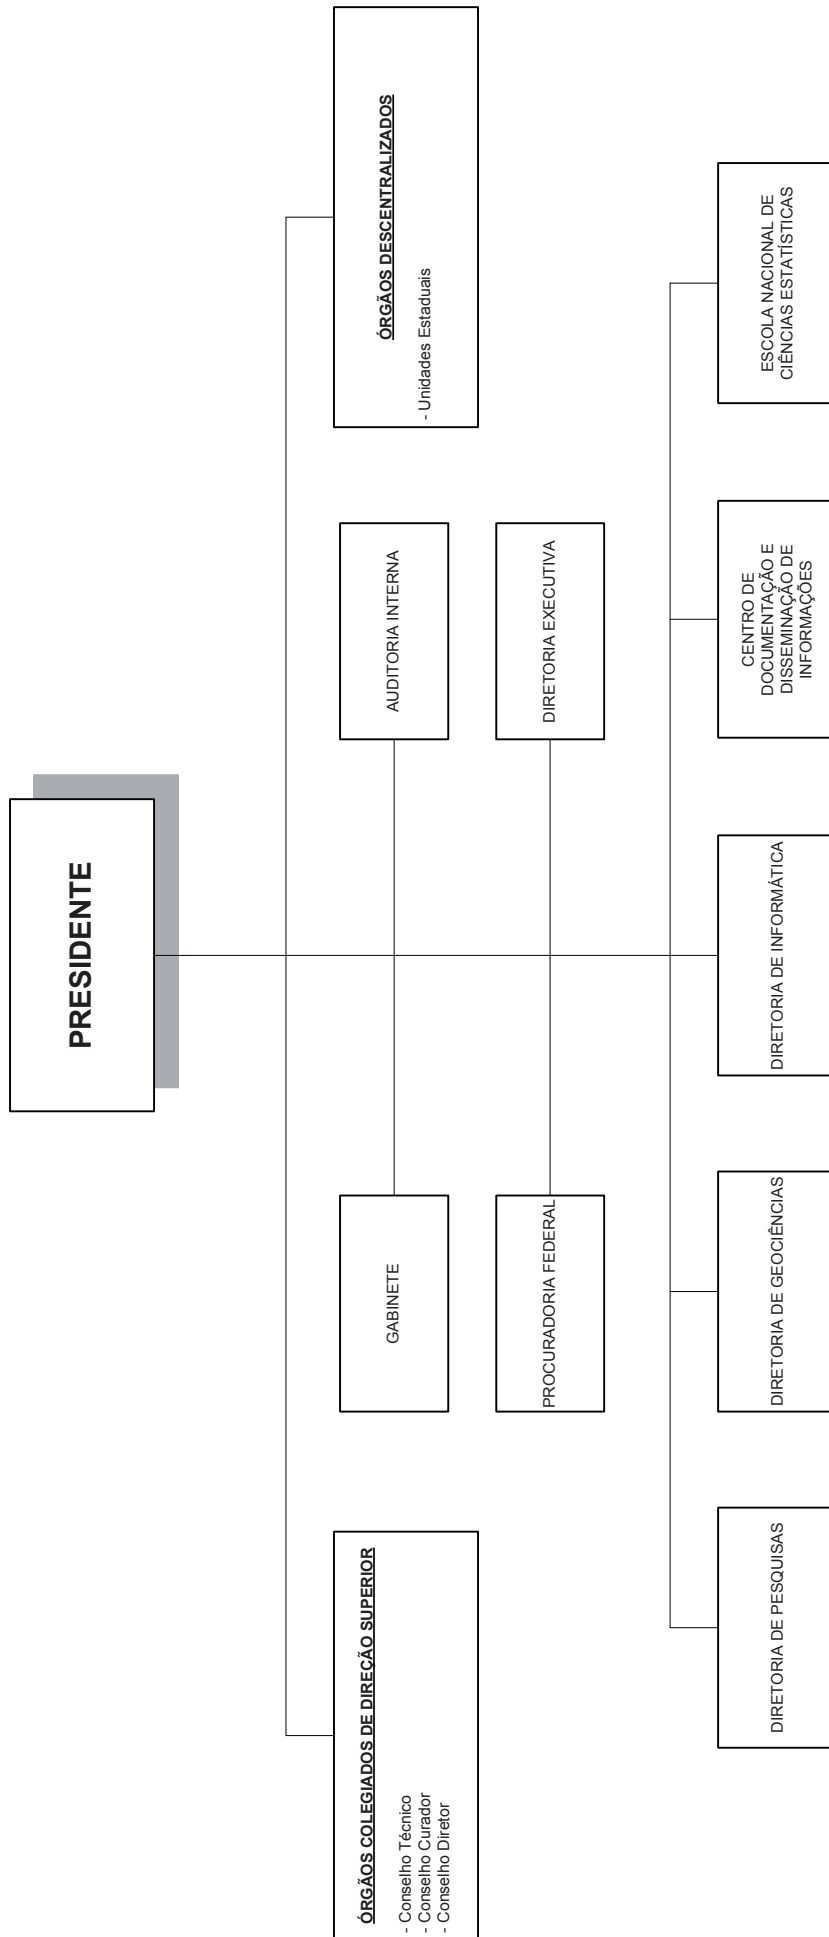 PRESIDENTE
ÓRGÃOS COLEGIADOS DE DIREÇÃO SUPERIOR
- Conselho Técnico
- Conselho Curador
- Conselho Diretor
GABINETE
AUDITORIA INTERNA
ÓRGÃOS DESCENTRALIZADOS
- Unidades Estaduais
PROCURADORIA FEDERAL
DIRETORIA EXECUTIVA
DIRETORIA DE PESQUISAS
DIRETORIA DE GEOCIÊNCIAS
DIRETORIA DE INFORMÁTICA
CENTRO DE
DOCUMENTAÇÃO E
DISSEMINAÇÃO DE
INFORMAÇÕES
ESCOLA NACIONAL DE
CIÊNCIAS ESTATÍSTICAS